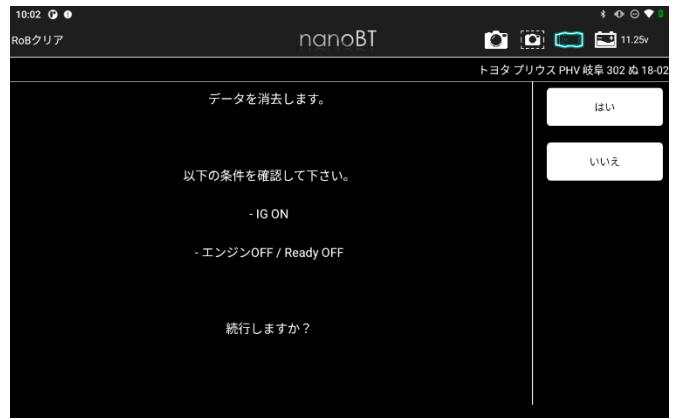 10:02
RoBクリア
nanoBT
11.25v
トヨタ プリウス PHV 岐阜 302 ぬ 18-02
データを消去します。
はい
以下の条件を確認して下さい。
いいえ
- IG ON
- エンジンOFF / Ready OFF
続行しますか？